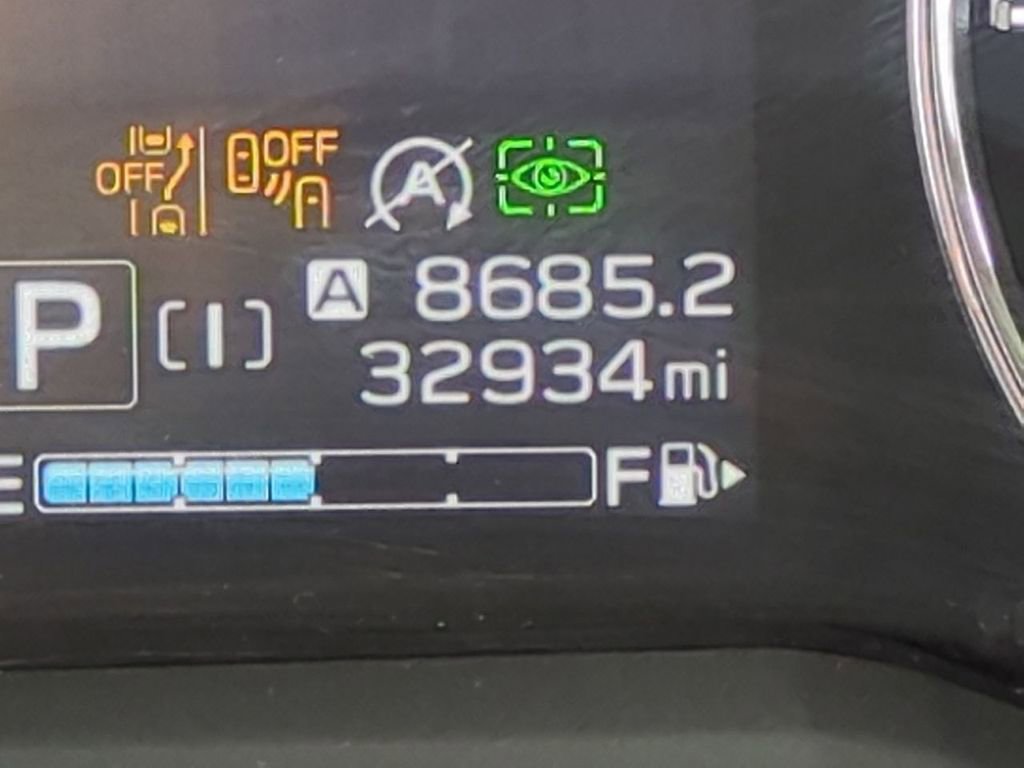 OFF OFF A
A 8685.2
P [I] 32934 mi
E F